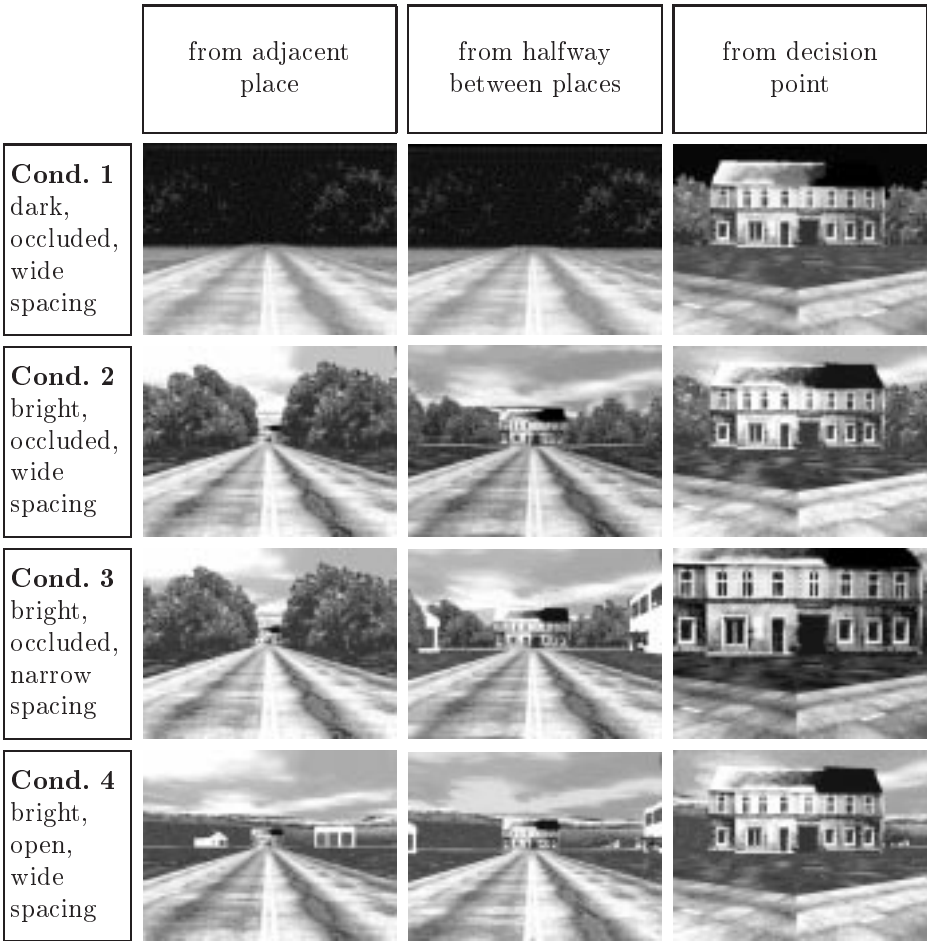 from adjacent
place
from halfway
between places
from decision
point
Cond. 1
dark,
occluded,
wide
spacing
Cond. 2
bright,
occluded,
wide
spacing
Cond. 3
bright,
occluded,
narrow
spacing
Cond. 4
bright,
open,
wide
spacing